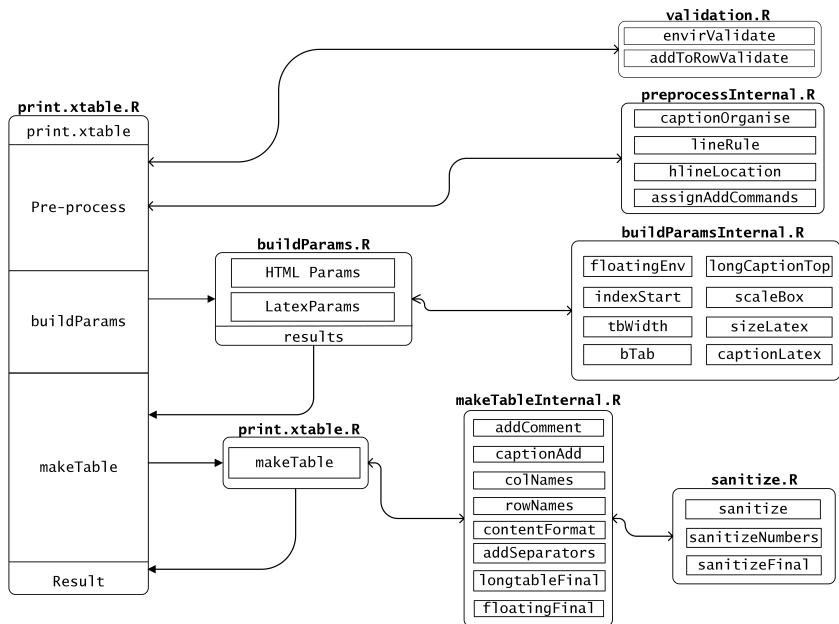 validation.R
envirValidate
addToRowValidate
preprocessInternal.R
captionOrganise
lineRule
hlineLocation
assignAddCommands
print.xtable.R
print.xtable
Pre-process
buildParams
makeTable
Result
buildParams.R
HTML Params
LatexParams
results
buildParamsInternal.R
floatingEnv longCaptionTop
indexStart scaleBox
tbWidth sizeLatex
bTab captionLatex
print.xtable.R
makeTable
makeTableInternal.R
addComment
captionAdd
colNames
rowNames
contentFormat
addSeparators
longtableFinal
floatingFinal
sanitize.R
sanitize
sanitizeNumbers
sanitizeFinal